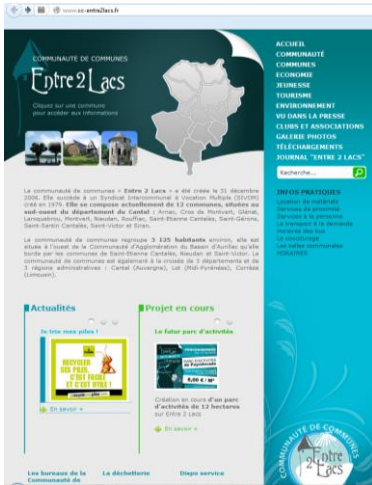 www.cc-entre2lacs.fr
COMMUNAUTÉ DE COMMUNES
Entre 2 Lacs
Cliquez sur une commune
pour accéder aux informations
ACCUEIL
COMMUNAUTÉ
COMMUNES
ECONOMIE
JEUNESSE
TOURISME
ENVIRONNEMENT
VU DANS LA PRESSE
CLUBS ET ASSOCIATIONS
GALERIE PHOTOS
TÉLÉCHARGEMENTS
JOURNAL "ENTRE 2 LACS"
Recherche...
INFOS PRATIQUES
Location de matériels
Services de proximité
Services à la personne
Le transport à la demande
Horaires des bus
Le covoiturage
Les salles communales
HORAIRES
La communauté de communes « Entre 2 Lacs » a été créée le 31 décembre
2006. Elle succède à un Syndicat Intercommunal à Vocation Multiple (SIVOM)
créé en 1979. Elle se compose actuellement de 12 communes, situées au
sud-ouest du département du Cantal : Arnac, Cros de Montvert, Glénat,
Laroquebrou, Montvert, Nieudan, Rouffiac, Saint-Etienne Cantalès, Saint-Gérons,
Saint-Santin Cantalès, Saint-Victor et Siran.
La communauté de communes regroupe 3 125 habitants environ, elle est
située à l'ouest de la Communauté d'Agglomération du Bassin d'Aurillac qu'elle
borde par les communes de Saint-Etienne Cantalès, Nieudan et Saint-Victor. La
communauté de communes est également à la croisée de 3 départements et de
3 régions administratives : Cantal (Auvergne), Lot (Midi-Pyrénées), Corrèze
(Limousin).
Actualités
Je trie mes piles !
RECYCLER
SES PILES,
C'EST FACILE
ET C'EST UTILE !
En savoir +
Projet en cours
Le futur parc d'activités
8,00 € / M²
Création en cours d'un parc
d'activités de 12 hectares
sur Entre 2 Lacs
En savoir +
Les bureaux de la
Communauté de
La déchetterie
Dispo service
COMMUNAUTÉ DE COMMUNES
Entre
2 Lacs